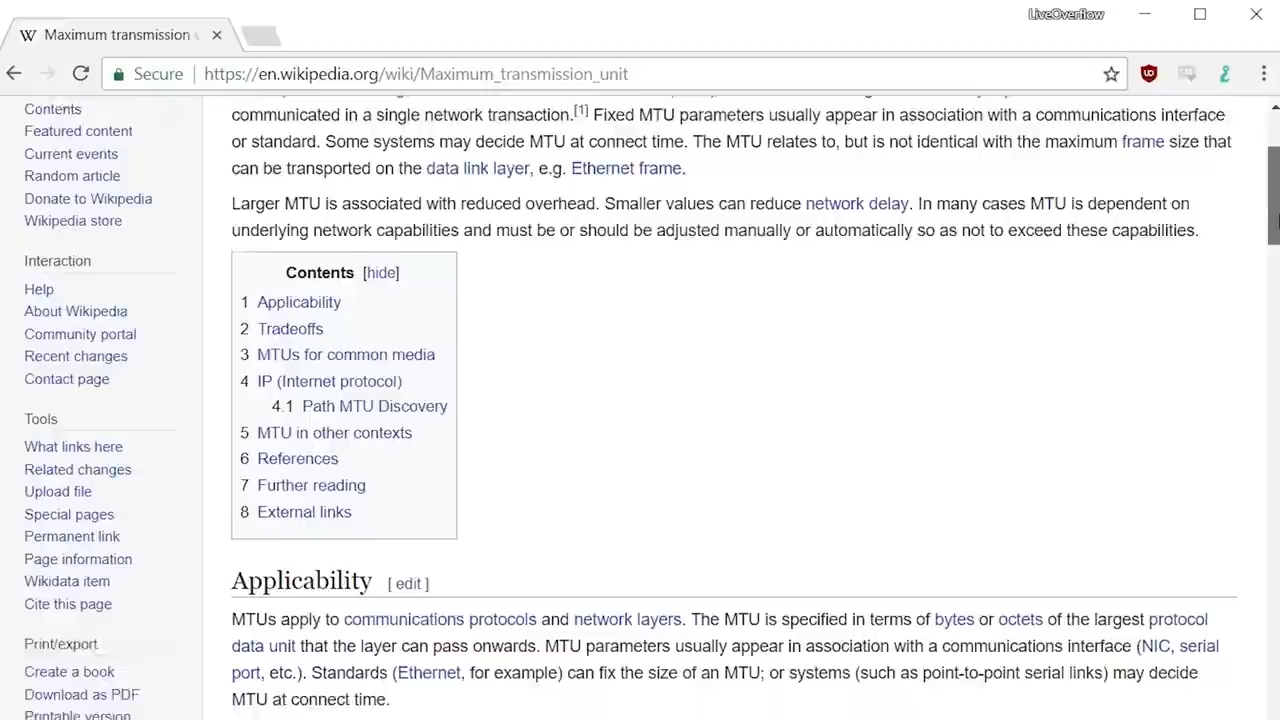 LiveOverflow
Maximum transmission
Secure
https://en.wikipedia.org/wiki/Maximum_transmission_unit
Contents
Featured content
Current events
Random article
Donate to Wikipedia
Wikipedia store
Interaction
Help
About Wikipedia
Community portal
Recent changes
Contact page
Tools
What links here
Related changes
Upload file
Special pages
Permanent link
Page information
Wikidata item
Cite this page
Print/export
Create a book
Download as PDF
Printable version
communicated in a single network transaction.[1] Fixed MTU parameters usually appear in association with a communications interface
or standard. Some systems may decide MTU at connect time. The MTU relates to, but is not identical with the maximum frame size that
can be transported on the data link layer, e.g. Ethernet frame.
Larger MTU is associated with reduced overhead. Smaller values can reduce network delay. In many cases MTU is dependent on
underlying network capabilities and must be or should be adjusted manually or automatically so as not to exceed these capabilities.
Contents [hide]
1 Applicability
2 Tradeoffs
3 MTUs for common media
4 IP (Internet protocol)
4.1 Path MTU Discovery
5 MTU in other contexts
6 References
7 Further reading
8 External links
Applicability [ edit ]
MTUs apply to communications protocols and network layers. The MTU is specified in terms of bytes or octets of the largest protocol
data unit that the layer can pass onwards. MTU parameters usually appear in association with a communications interface (NIC, serial
port, etc.). Standards (Ethernet, for example) can fix the size of an MTU; or systems (such as point-to-point serial links) may decide
MTU at connect time.